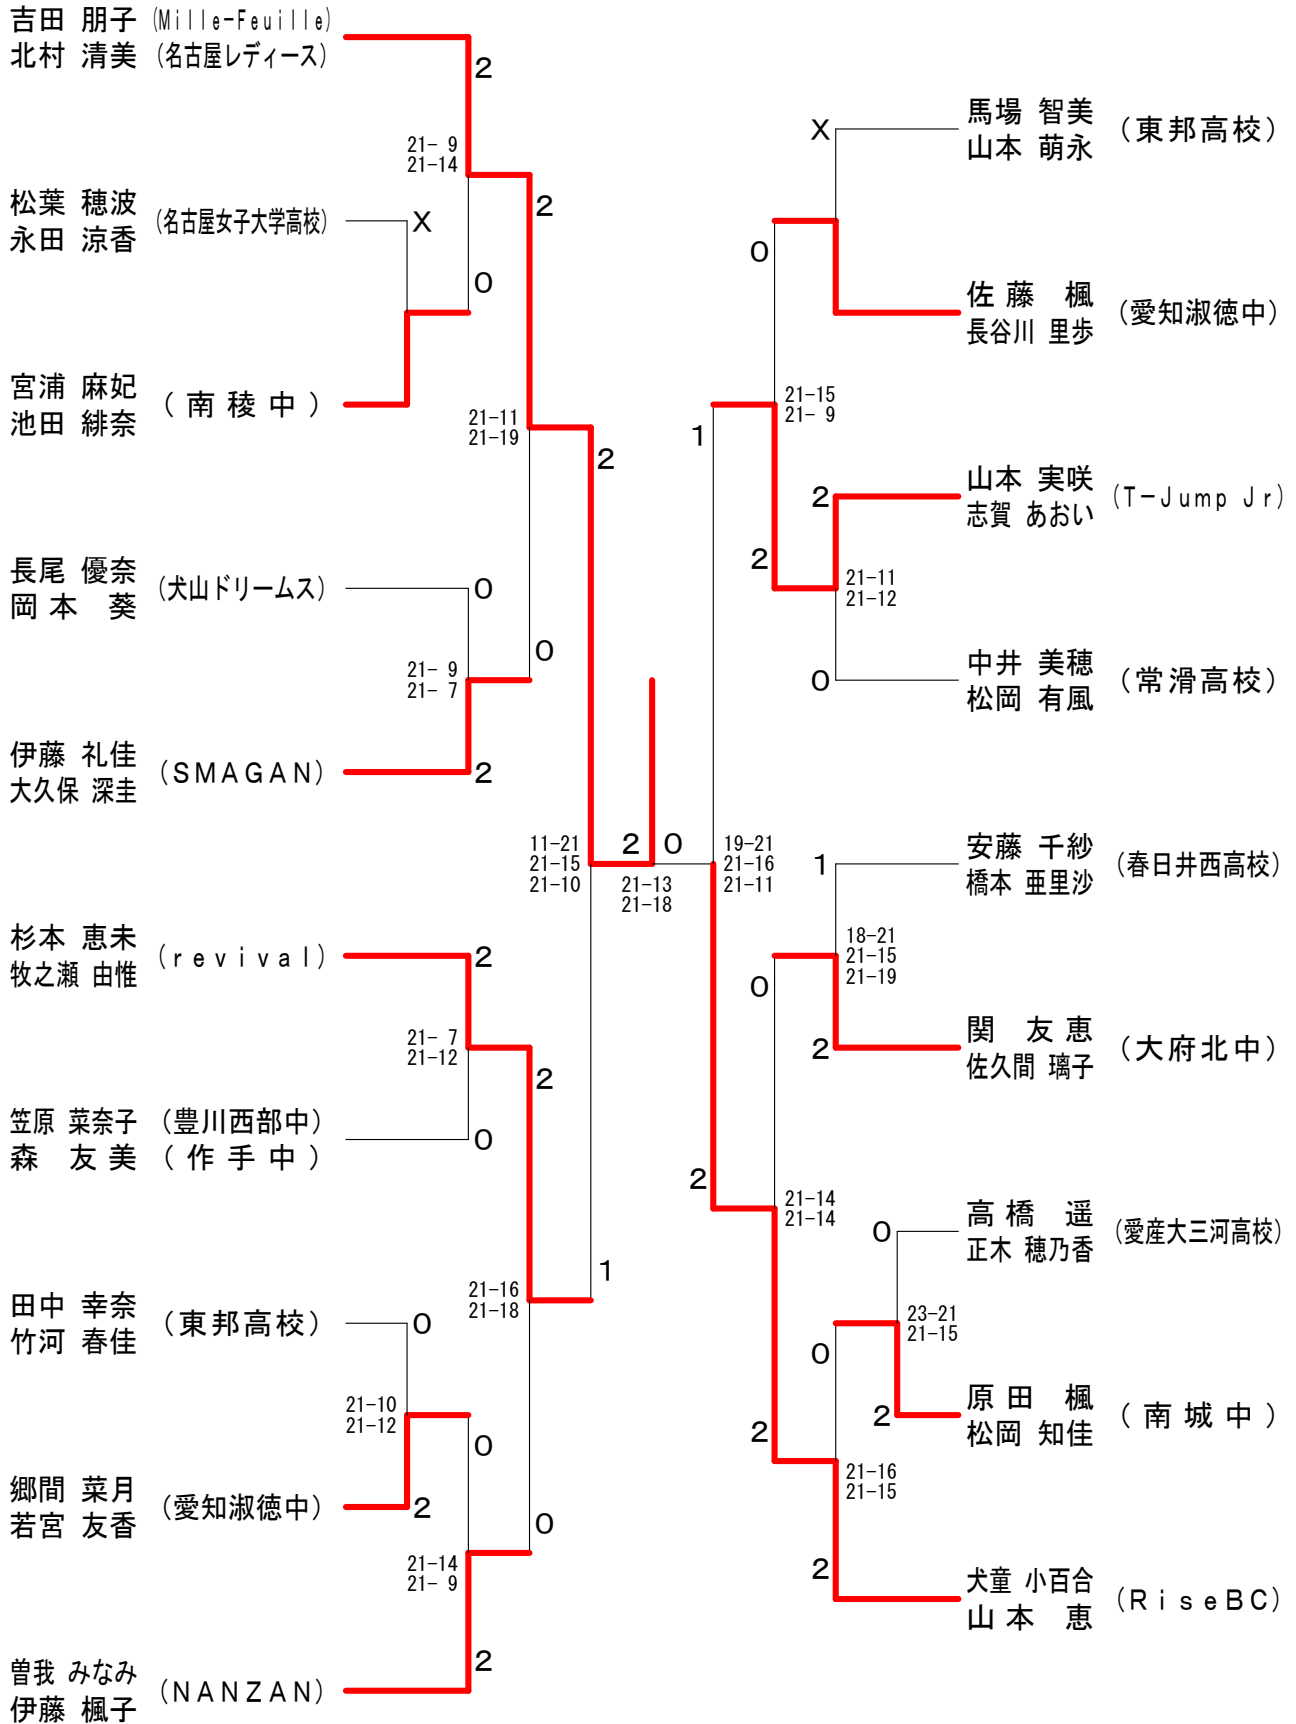 吉田 朋子 (Mille-Feuille)
北村 清美 (名古屋レディース)
2
21- 9
21-14
2
松葉 穂波
永田 涼香
(名古屋女子大学高校)
X
0
宮浦 麻妃
池田 緋奈
(南稜中)
21-11
21-19
2
長尾 優奈
岡本 葵
(犬山ドリームス)
0
0
21- 9
21- 7
伊藤 礼佳
大久保 深圭
(SMAGAN)
2
11-21
21-15
21-10
2
0
21-13
21-18
杉本 恵未
牧之瀬 由惟
(revival)
2
21- 7
21-12
2
笠原 菜奈子 (豊川西部中)
森 友美 (作手中)
0
1
21-16
21-18
田中 幸奈
竹河 春佳
(東邦高校)
0
21-10
21-12
0
郷間 菜月
若宮 友香
(愛知淑徳中)
2
0
21-14
21- 9
曽我 みなみ
伊藤 楓子
(NANZAN)
2
X
馬場 智美
山本 萌永
(東邦高校)
0
佐藤 楓
長谷川 里歩
(愛知淑徳中)
21-15
21- 9
1
2
山本 実咲
志賀 あおい
(T-Jump Jr)
2
21-11
21-12
0
中井 美穂
松岡 有風
(常滑高校)
19-21
21-16
21-11
1
安藤 千紗
橋本 亜里沙
(春日井西高校)
18-21
21-15
21-19
0
2
関 友恵
佐久間 璃子
(大府北中)
2
21-14
21-14
0
高橋 遥
正木 穂乃香
(愛産大三河高校)
23-21
21-15
0
2
原田 楓
松岡 知佳
(南城中)
2
21-16
21-15
2
犬童 小百合
山本 恵
(RiseBC)